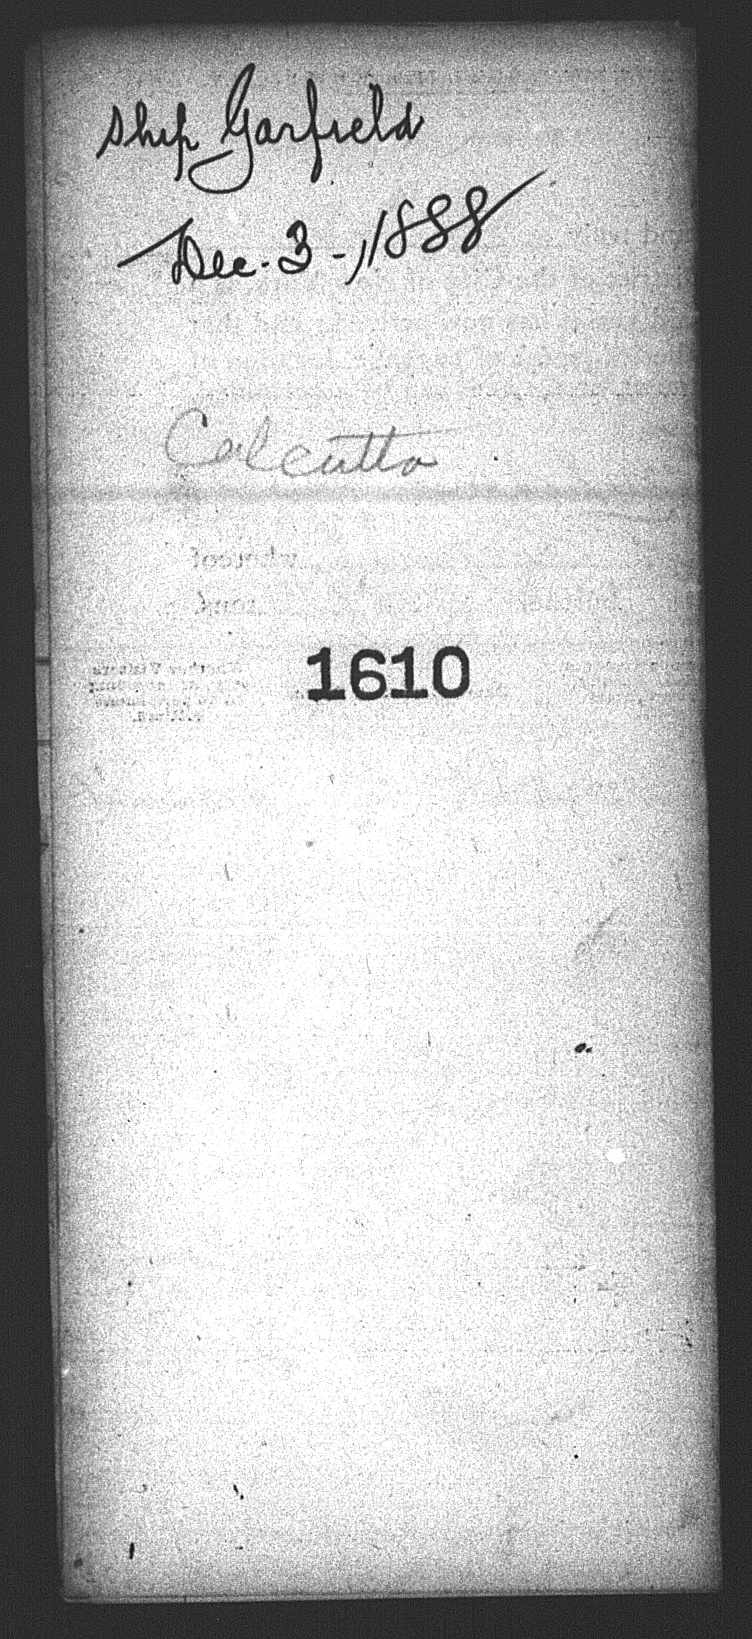 Ship Garfield
Dec. 3 - 1888
Calcutta
1610